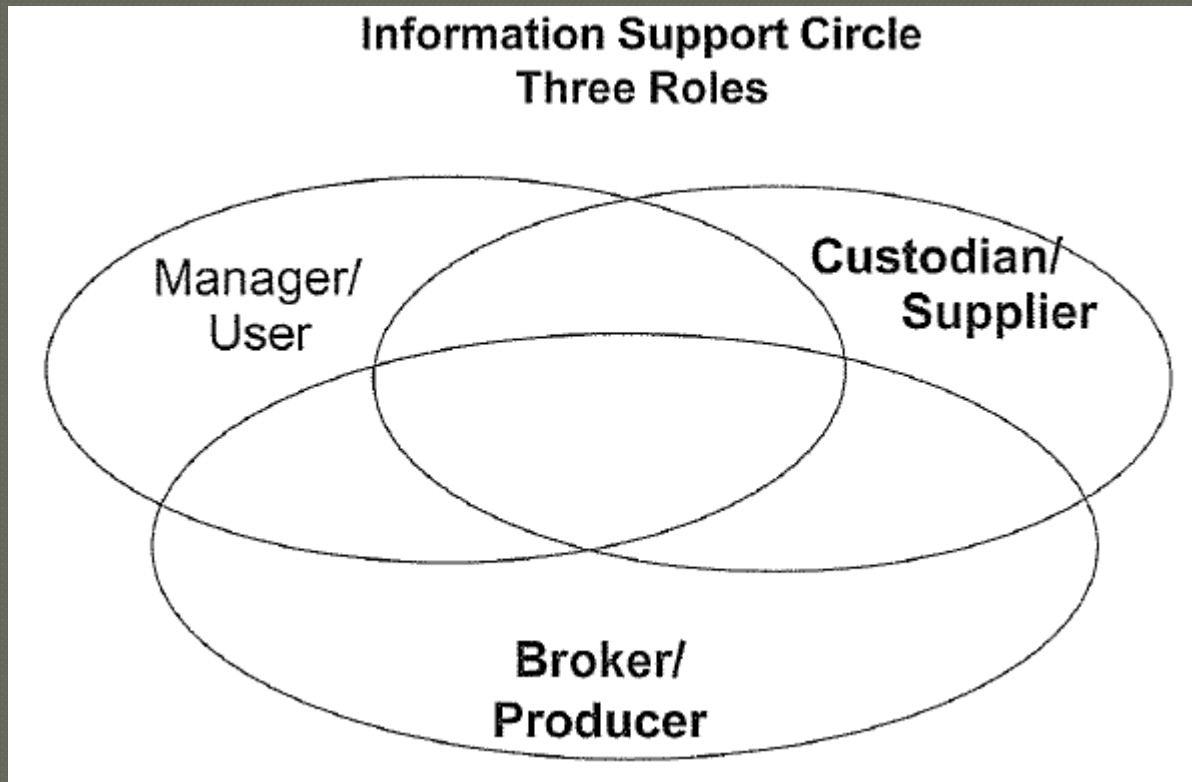 Information Support Circle
Three Roles
Manager/
User
Custodian/
Supplier
Broker/
Producer